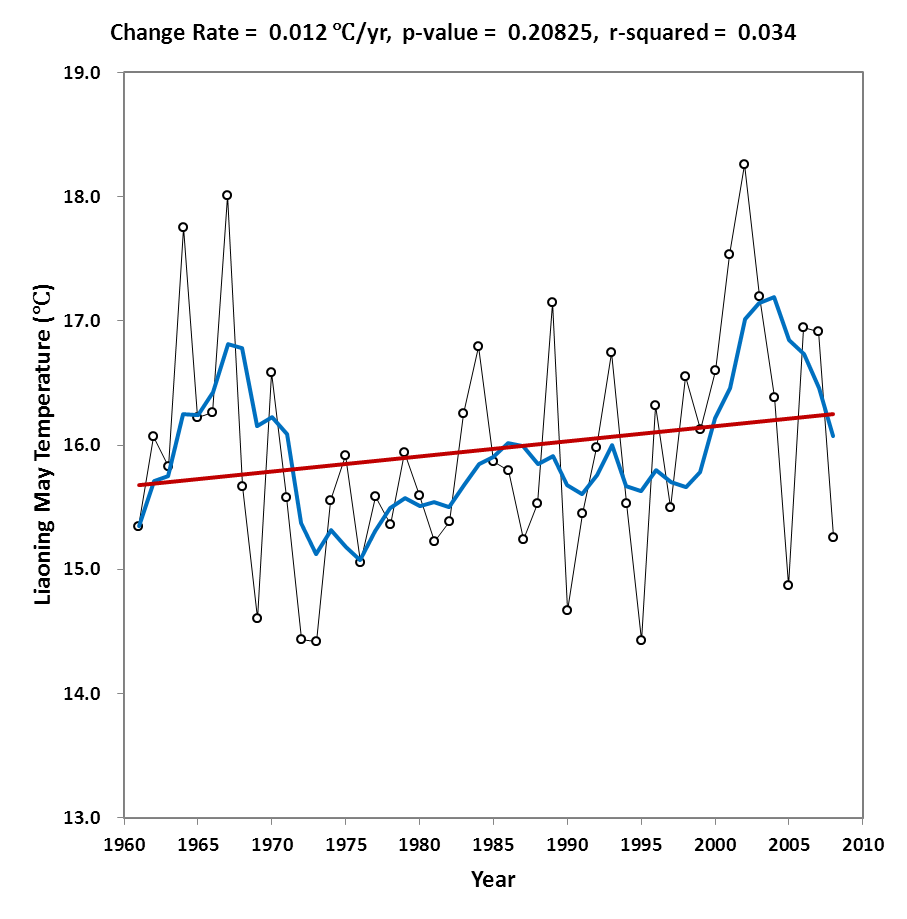 Change Rate = 0.012 ℃/yr, p-value = 0.20825, r-squared = 0.034
19.0
18.0
17.0
16.0
15.0
14.0
13.0
Liaoning May Temperature (℃)
1960 1965 1970 1975 1980 1985 1990 1995 2000 2005 2010
Year